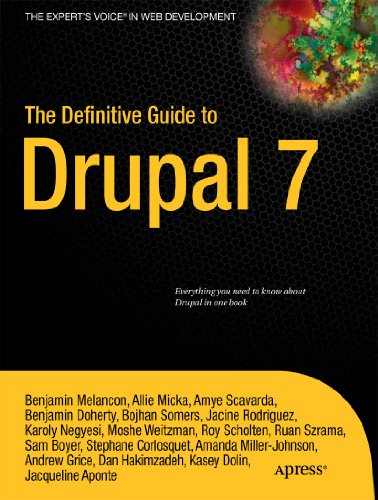 THE EXPERT'S VOICE® IN WEB DEVELOPMENT
The Definitive Guide to
Drupal 7
Everything you need to know about
Drupal in one book
Benjamin Melancon, Allie Micka, Amye Scavarda,
Benjamin Doherty, Bojhan Somers, Jacine Rodriguez,
Karoly Negyesi, Moshe Weitzman, Roy Scholten, Ruan Szrama,
Sam Boyer, Stephane Corlosquet, Amanda Miller-Johnson,
Andrew Grice, Dan Hakimzadeh, Kasey Dolin,
Jacqueline Aponte
Apress®